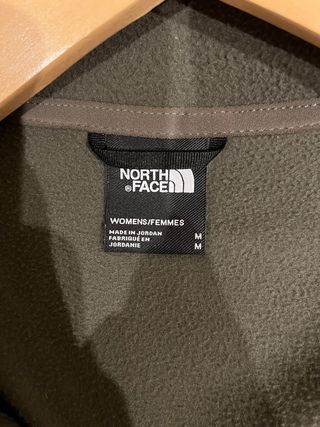 NORTH
FACE
®
WOMENS/FEMMES
MADE IN JORDAN M
FABRIQUÉ EN
JORDANIE M